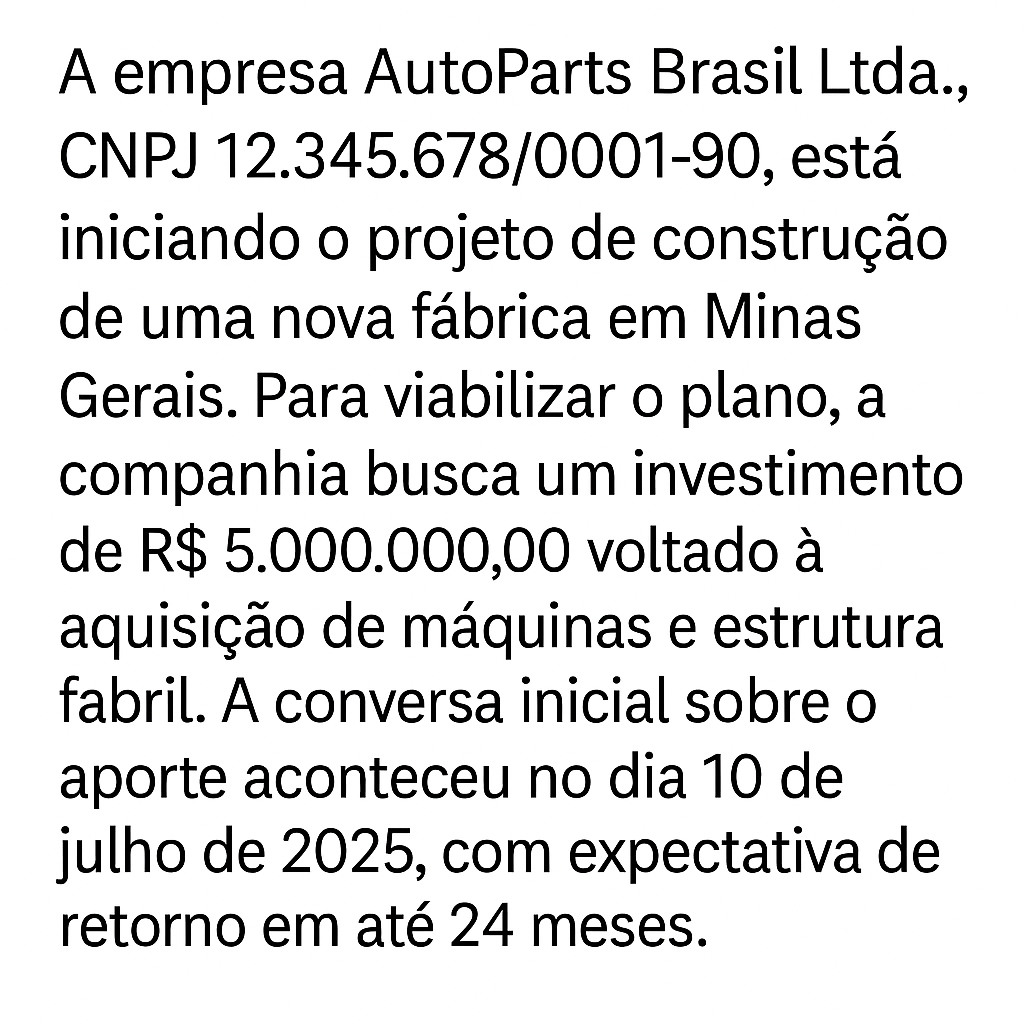 A empresa AutoParts Brasil Ltda.,
CNPJ 12.345.678/0001-90, está
iniciando o projeto de construção
de uma nova fábrica em Minas
Gerais. Para viabilizar o plano, a
companhia busca um investimento
de R$ 5.000.000,00 voltado à
aquisição de máquinas e estrutura
fabril. A conversa inicial sobre o
aporte aconteceu no dia 10 de
julho de 2025, com expectativa de
retorno em até 24 meses.